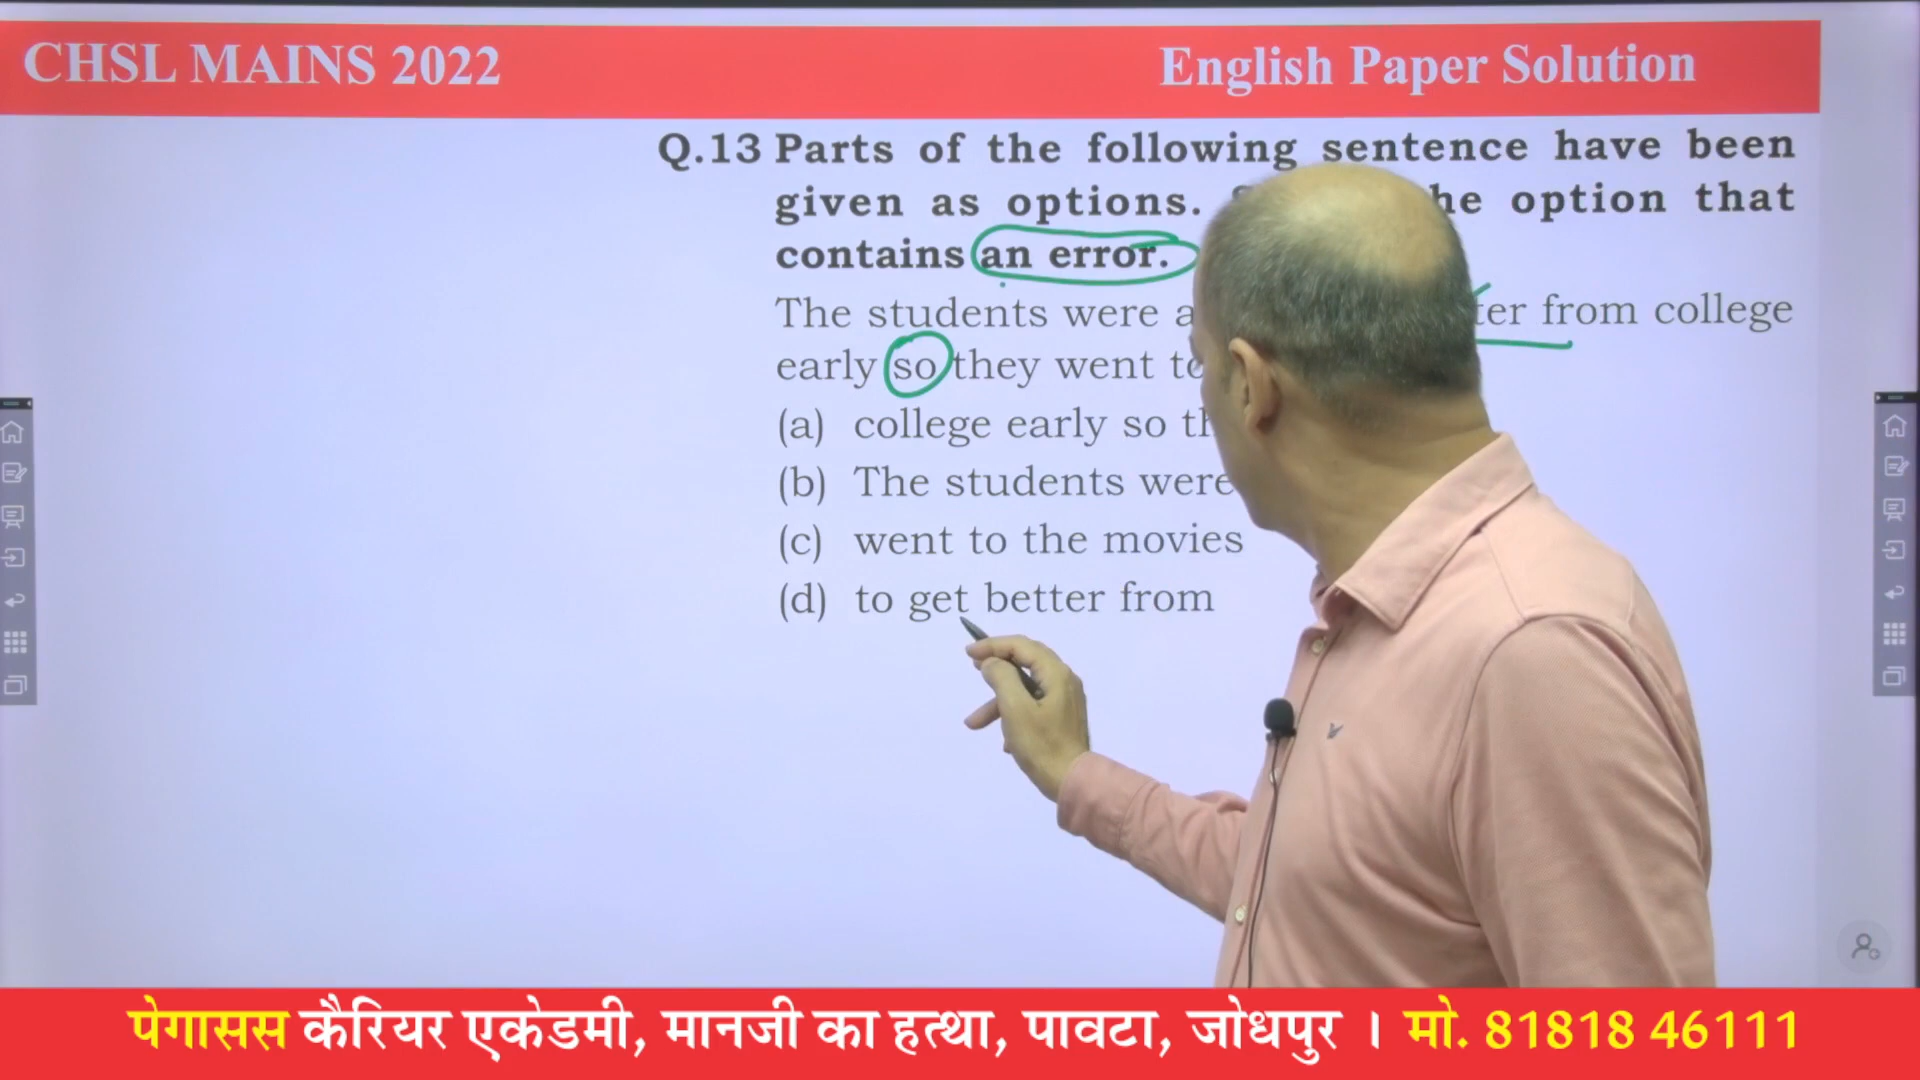 CHSL MAINS 2022 English Paper Solution
Q.13 Parts of the following sentence have been
given as options. he option that
contains an error.
The students were ter from college
early so they went to
(a) college early so
(b) The students were
(c) went to the movies
(d) to get better from
पेगासस कैरियर एकेडमी, मानजी का हत्था, पावटा, जोधपुर । मो. 81818 46111